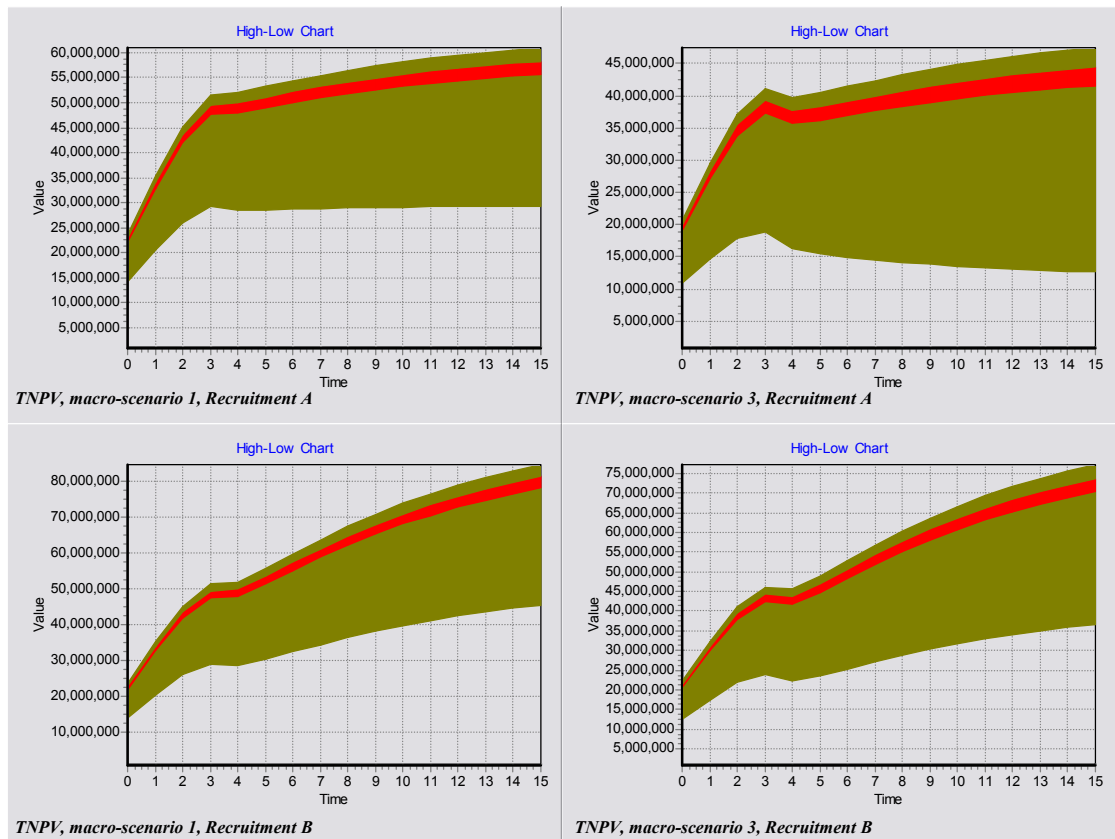 High-Low Chart
60,000,000
55,000,000
50,000,000
45,000,000
40,000,000
35,000,000
30,000,000
25,000,000
20,000,000
15,000,000
10,000,000
5,000,000
Value
0 1 2 3 4 5 6 7 8 9 10 11 12 13 14 15
Time
TNPV, macro-scenario 1, Recruitment A
High-Low Chart
45,000,000
40,000,000
35,000,000
30,000,000
25,000,000
20,000,000
15,000,000
10,000,000
5,000,000
Value
0 1 2 3 4 5 6 7 8 9 10 11 12 13 14 15
Time
TNPV, macro-scenario 3, Recruitment A
High-Low Chart
80,000,000
70,000,000
60,000,000
50,000,000
40,000,000
30,000,000
20,000,000
10,000,000
Value
0 1 2 3 4 5 6 7 8 9 10 11 12 13 14 15
Time
TNPV, macro-scenario 1, Recruitment B
High-Low Chart
75,000,000
70,000,000
65,000,000
60,000,000
55,000,000
50,000,000
45,000,000
40,000,000
35,000,000
30,000,000
25,000,000
20,000,000
15,000,000
10,000,000
5,000,000
Value
0 1 2 3 4 5 6 7 8 9 10 11 12 13 14 15
Time
TNPV, macro-scenario 3, Recruitment B